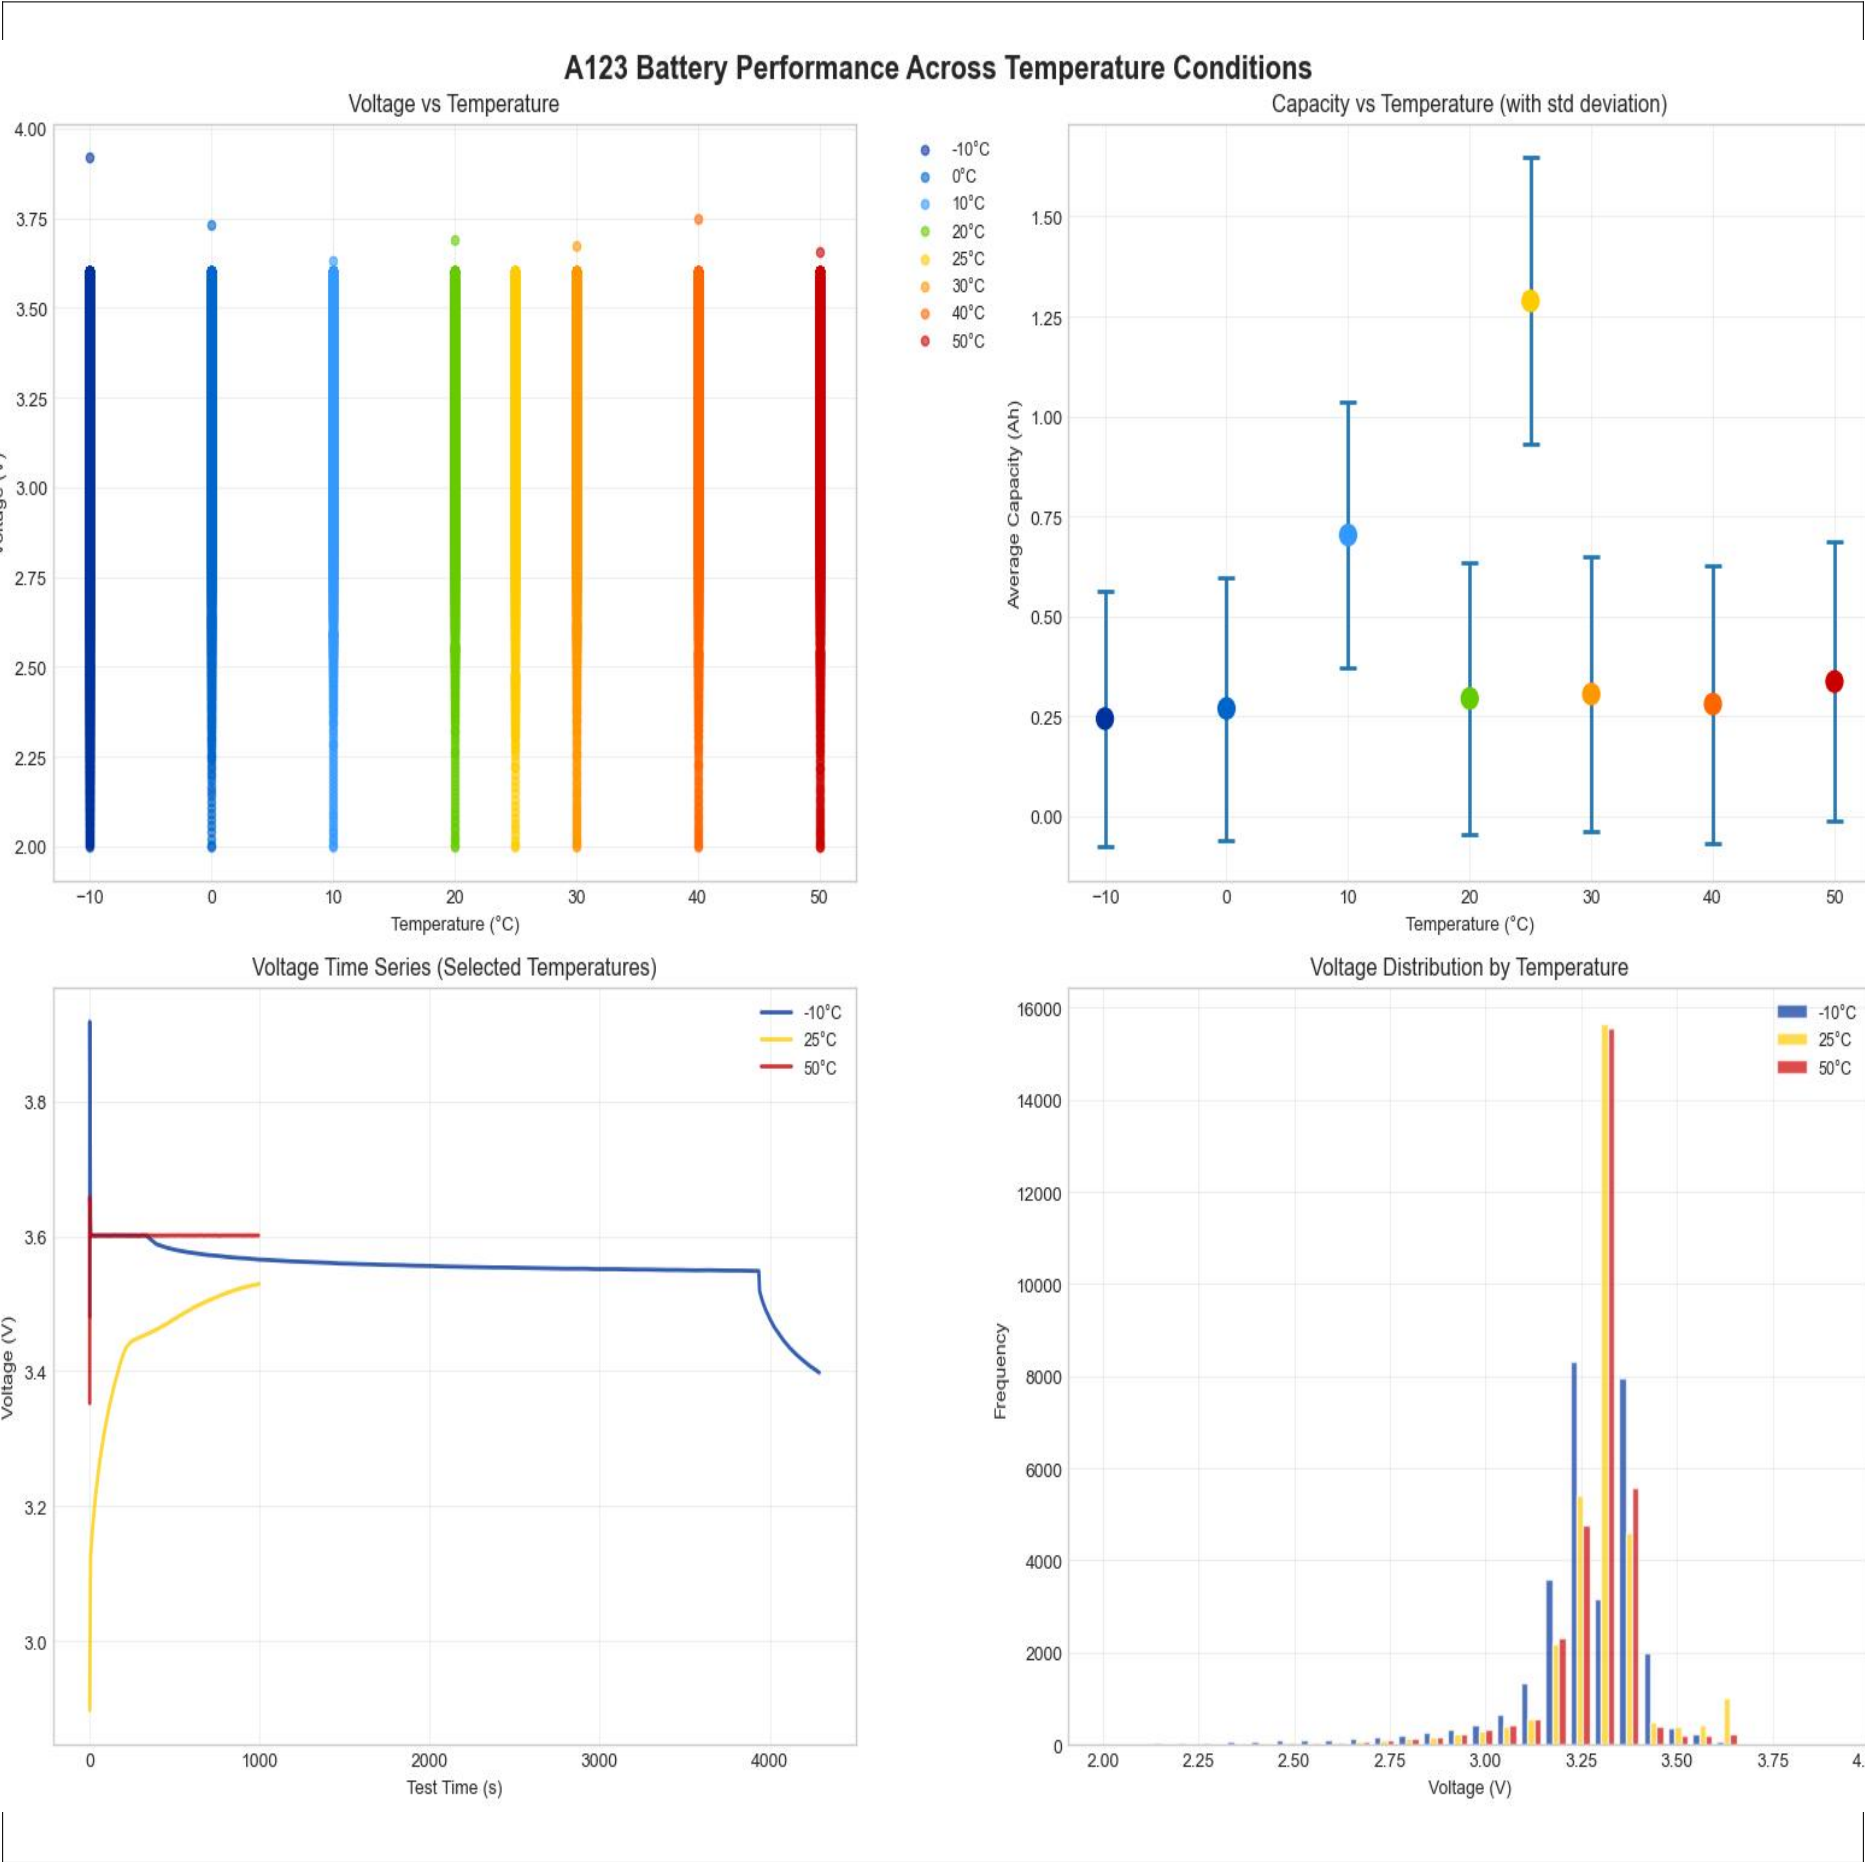 A123 Battery Performance Across Temperature Conditions
Voltage vs Temperature
4.00
3.75
3.50
3.25
3.00
2.75
2.50
2.25
2.00
−10 0 10 20 30 40 50
Temperature (°C)
-10°C
0°C
10°C
20°C
25°C
30°C
40°C
50°C
Capacity vs Temperature (with std deviation)
Average Capacity (Ah)
1.50
1.25
1.00
0.75
0.50
0.25
0.00
−10 0 10 20 30 40 50
Temperature (°C)
Voltage Time Series (Selected Temperatures)
Voltage (V)
3.8
3.6
3.4
3.2
3.0
0 1000 2000 3000 4000
Test Time (s)
-10°C
25°C
50°C
Voltage Distribution by Temperature
Frequency
16000
14000
12000
10000
8000
6000
4000
2000
0
2.00 2.25 2.50 2.75 3.00 3.25 3.50 3.75
Voltage (V)
-10°C
25°C
50°C